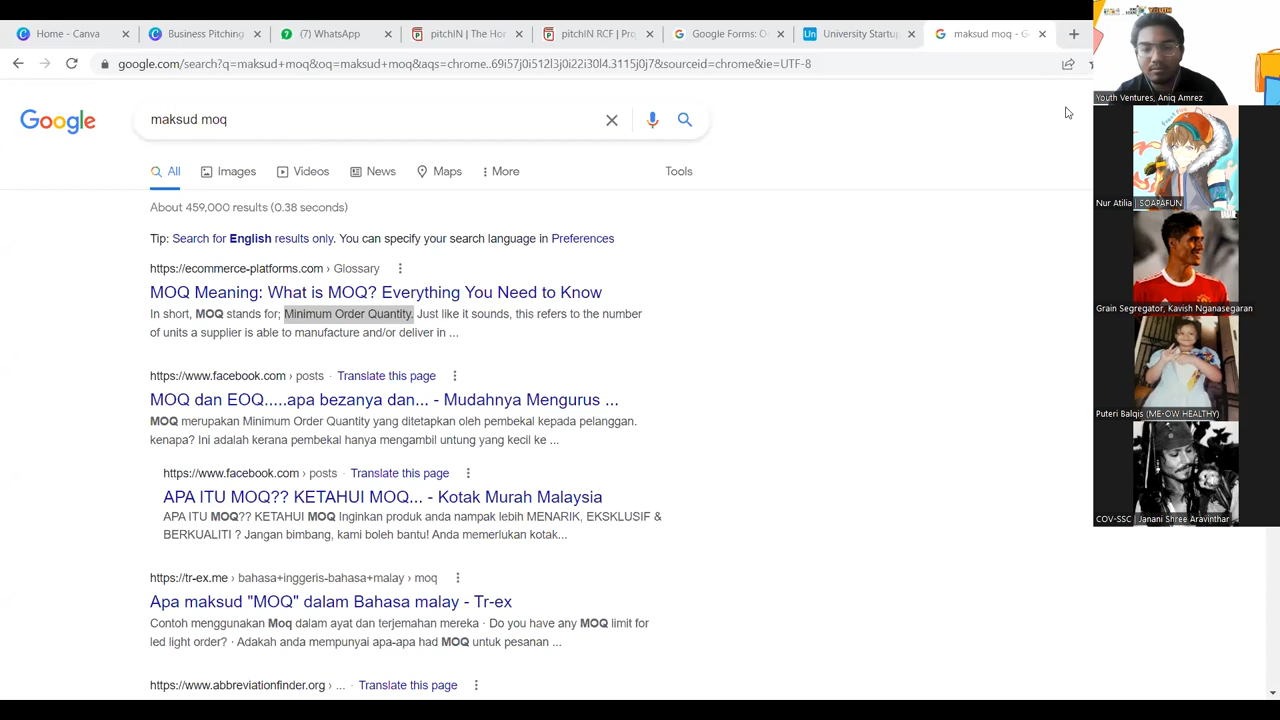 Home - Canva
Business Pitching
(7) WhatsApp
pitchIN | The Hor
pitchIN RCF | Pro
Google Forms: O
University Startup
maksud moq - G
google.com/search?q=maksud+moq&oq=maksud+moq&aqs=chrome..69i57j0i512l3j0i22i30l4.3115j0j7&sourceid=chrome&ie=UTF-8
Google
maksud moq
All
Images
Videos
News
Maps
More
Tools
About 459,000 results (0.38 seconds)
Tip: Search for English results only. You can specify your search language in Preferences
https://ecommerce-platforms.com › Glossary
MOQ Meaning: What is MOQ? Everything You Need to Know
In short, MOQ stands for; Minimum Order Quantity. Just like it sounds, this refers to the number
of units a supplier is able to manufacture and/or deliver in ...
https://www.facebook.com › posts · Translate this page
MOQ dan EOQ.....apa bezanya dan... - Mudahnya Mengurus ...
MOQ merupakan Minimum Order Quantity yang ditetapkan oleh pembekal kepada pelanggan.
kenapa? Ini adalah kerana pembekal hanya mengambil untung yang kecil ke ...
https://www.facebook.com › posts · Translate this page
APA ITU MOQ?? KETAHUI MOQ... - Kotak Murah Malaysia
APA ITU MOQ?? KETAHUI MOQ Inginkan produk anda nampak lebih MENARIK, EKSKLUSIF &
BERKUALITI ? Jangan bimbang, kami boleh bantu! Anda memerlukan kotak...
https://tr-ex.me › bahasa+inggeris-bahasa+malay › moq
Apa maksud "MOQ" dalam Bahasa malay - Tr-ex
Contoh menggunakan Moq dalam ayat dan terjemahan mereka · Do you have any MOQ limit for
led light order? · Adakah anda mempunyai apa-apa had MOQ untuk pesanan ...
https://www.abbreviationfinder.org › ... · Translate this page
Youth Ventures, Aniq Amrez
Nur Atilia | SOAPAFUN
Grain Segregator, Kavish Nganasegaran
Puteri Balqis (ME-OW HEALTHY)
COV-SSC | Janani Shree Aravinthar